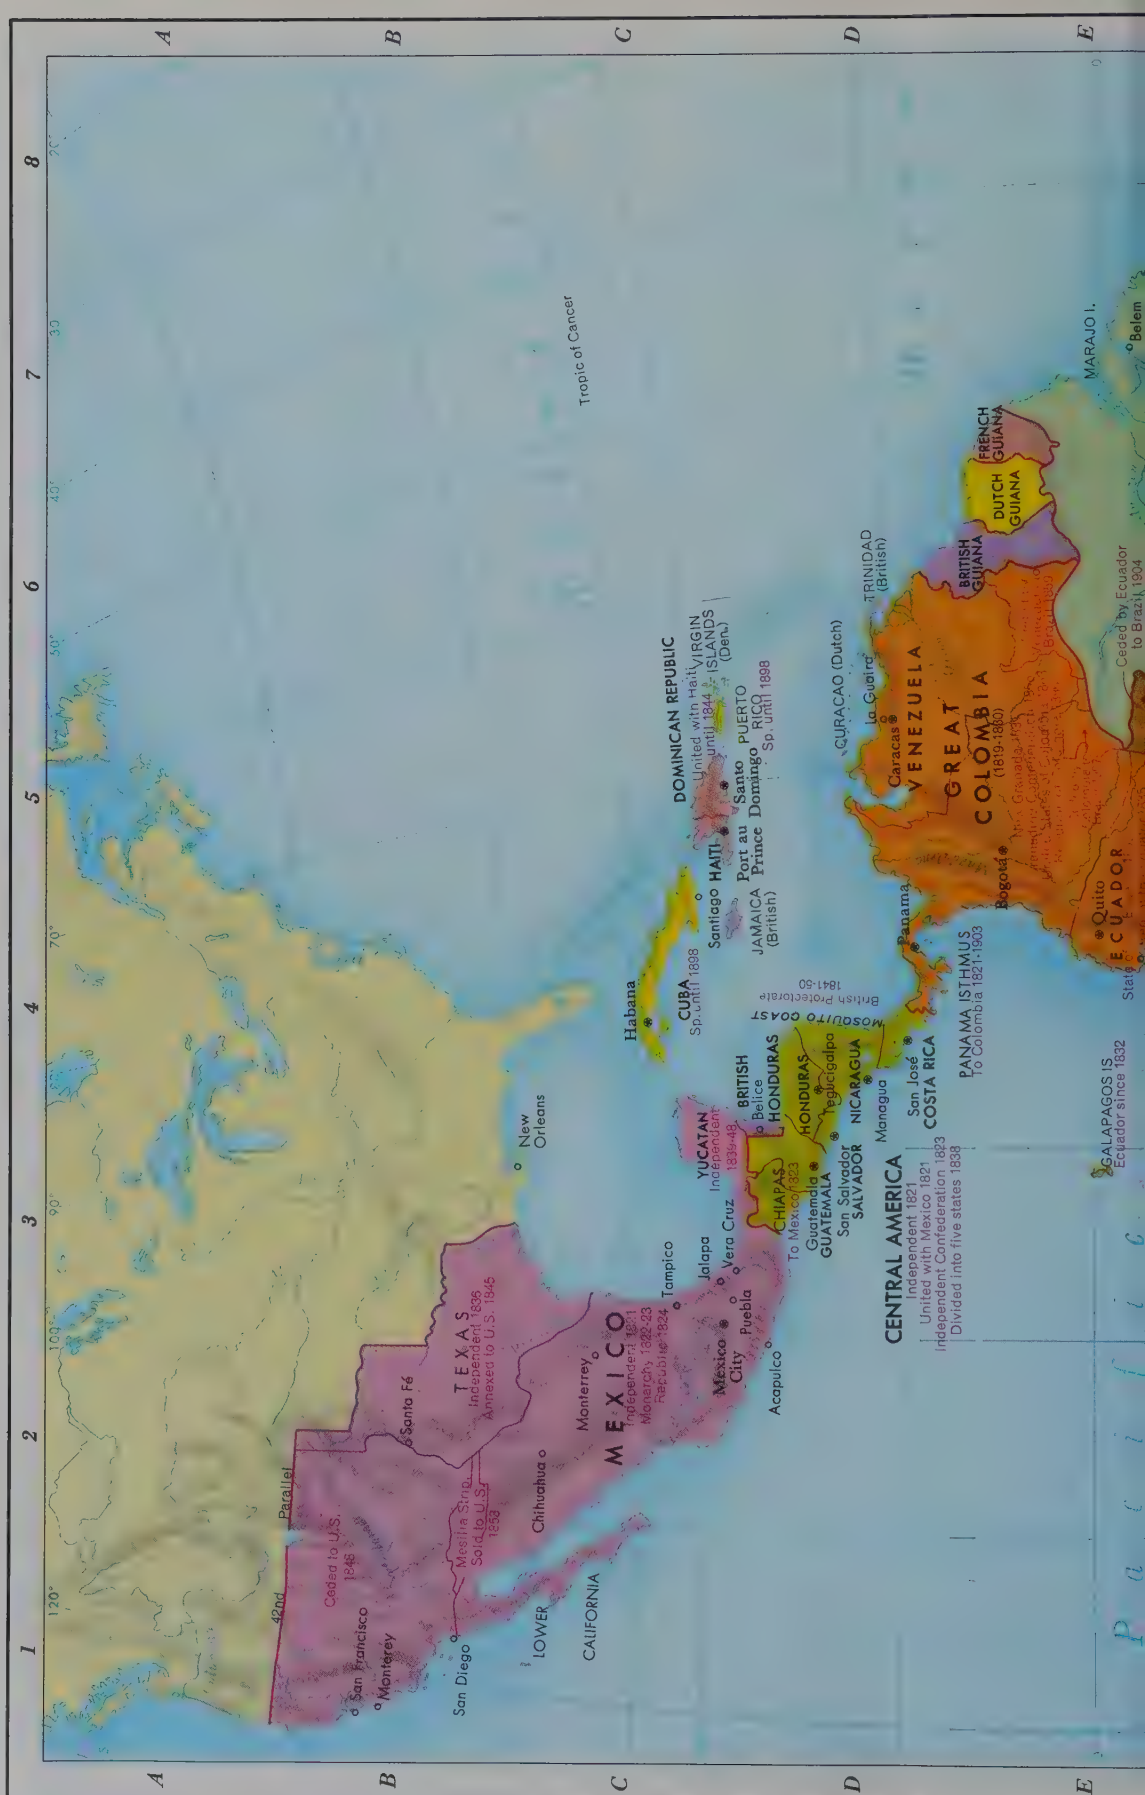 1 2 3 4 5 6 7 8
A
A
B
B
C
C
D
D
E
E
120°
100°
90°
70°
50°
40°
30
20°
0
42nd Parallel
Ceded to U.S.
1848
San Francisco
Monterey
San Diego
Santa Fé
Mesilla Strip
Sold to U.S.
1853
TEXAS
Independent 1836
Annexed to U.S. 1845
New
Orleans
LOWER
CALIFORNIA
Chihuahua
Monterrey
MEXICO
Independent 1821
Monarchy 1822-23
Republic 1824
Tampico
Jalapa
Vera Cruz
Mexico
City
Puebla
Acapulco
YUCATAN
Independent
1839-48
Tropic of Cancer
Habana
CUBA
Sp. until 1898
Santiago
HAITI
Port au
Prince
JAMAICA
(British)
DOMINICAN REPUBLIC
United with Haiti
until 1844
Santo
Domingo
VIRGIN
ISLANDS
(Den.)
PUERTO
RICO
Sp. until 1898
BRITISH
HONDURAS
Belice
CHIAPAS
To Mexico 1823
Guatemala
GUATEMALA
San Salvador
SALVADOR
HONDURAS
Tegucigalpa
NICARAGUA
Managua
MOSQUITO COAST
British Protectorate
1841-50
San José
COSTA RICA
CENTRAL AMERICA
Independent 1821
United with Mexico 1821
Independent Confederation 1823
Divided into five states 1838
PANAMA ISTHMUS
To Colombia 1821-1903
Panama
CURACAO (Dutch)
La Guaira
TRINIDAD
(British)
Caracas
VENEZUELA
GREAT
COLOMBIA
(1819-1830)
Bogotá
BRITISH
GUIANA
DUTCH
GUIANA
FRENCH
GUIANA
MARAJO I.
Belem
Ceded by Ecuador
to Brazil 1904
Quito
ECUADOR
State
GALAPAGOS IS
Ecuador since 1832
Pacific